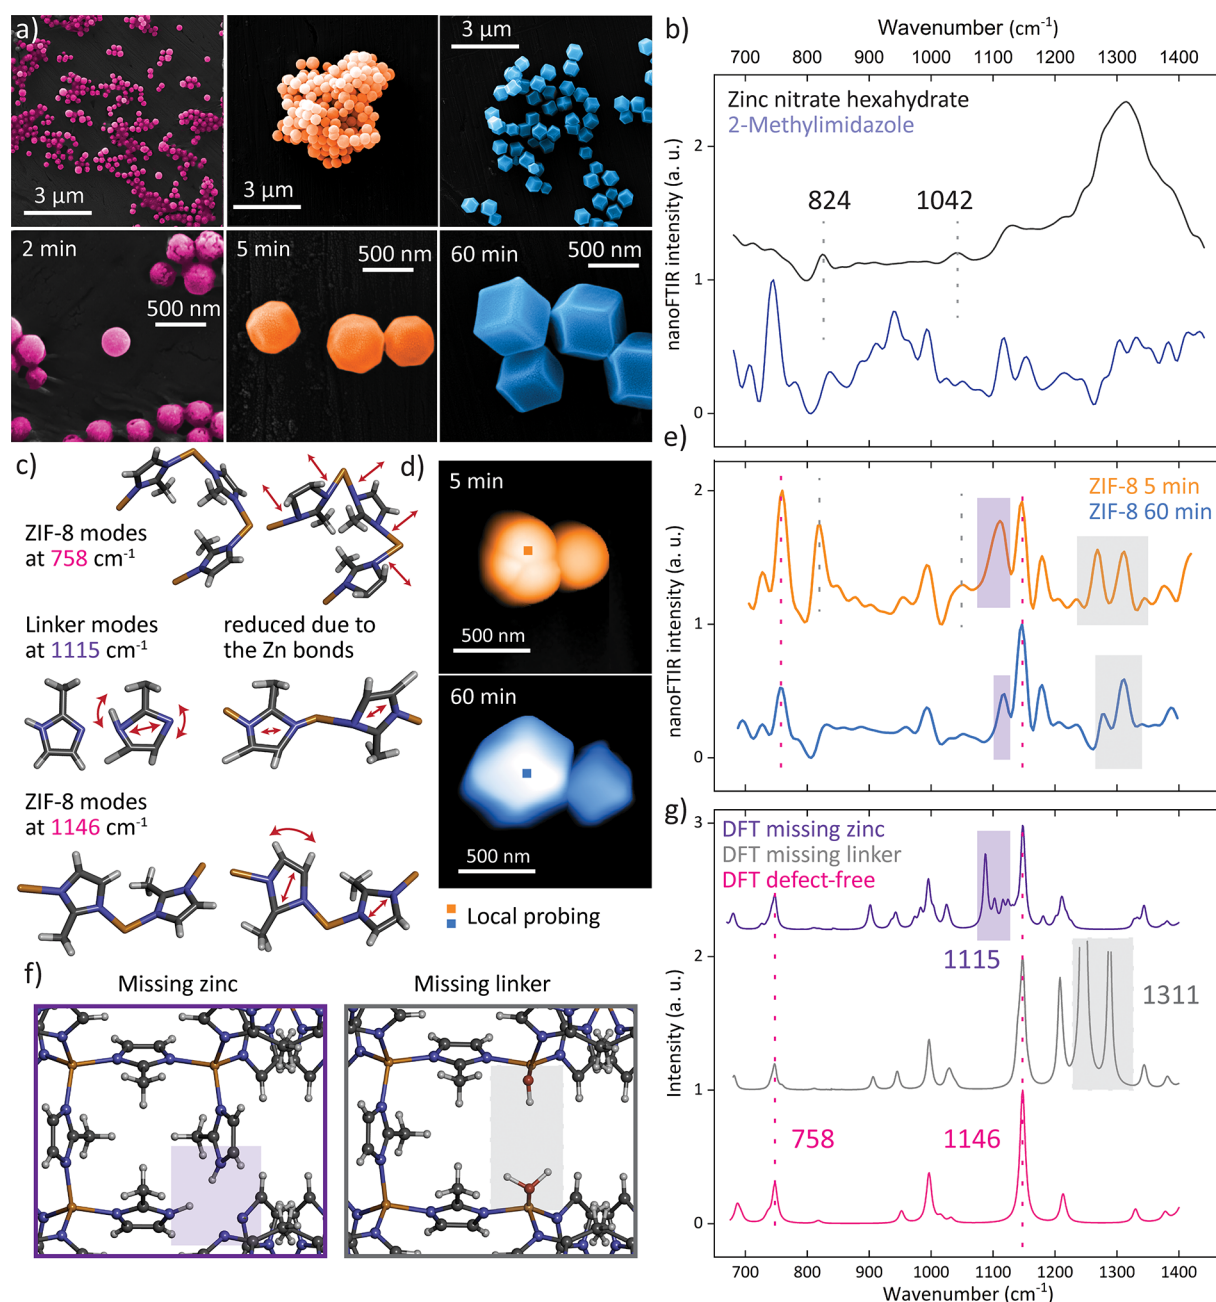 a)
3 µm
3 µm
3 µm
2 min
500 nm
5 min
500 nm
60 min
500 nm
b)
Wavenumber (cm⁻¹)
700 800 900 1000 1100 1200 1300 1400
Zinc nitrate hexahydrate
2-Methylimidazole
824
1042
nanoFTIR intensity (a. u.)
2
1
0
c)
ZIF-8 modes
at 758 cm⁻¹
Linker modes
at 1115 cm⁻¹
reduced due to
the Zn bonds
ZIF-8 modes
at 1146 cm⁻¹
d)
5 min
500 nm
60 min
500 nm
Local probing
e)
ZIF-8 5 min
ZIF-8 60 min
nanoFTIR intensity (a. u.)
2
1
0
f)
Missing zinc
Missing linker
g)
DFT missing zinc
DFT missing linker
DFT defect-free
1115
1311
758
1146
Intensity (a. u.)
3
2
1
0
700 800 900 1000 1100 1200 1300 1400
Wavenumber (cm⁻¹)